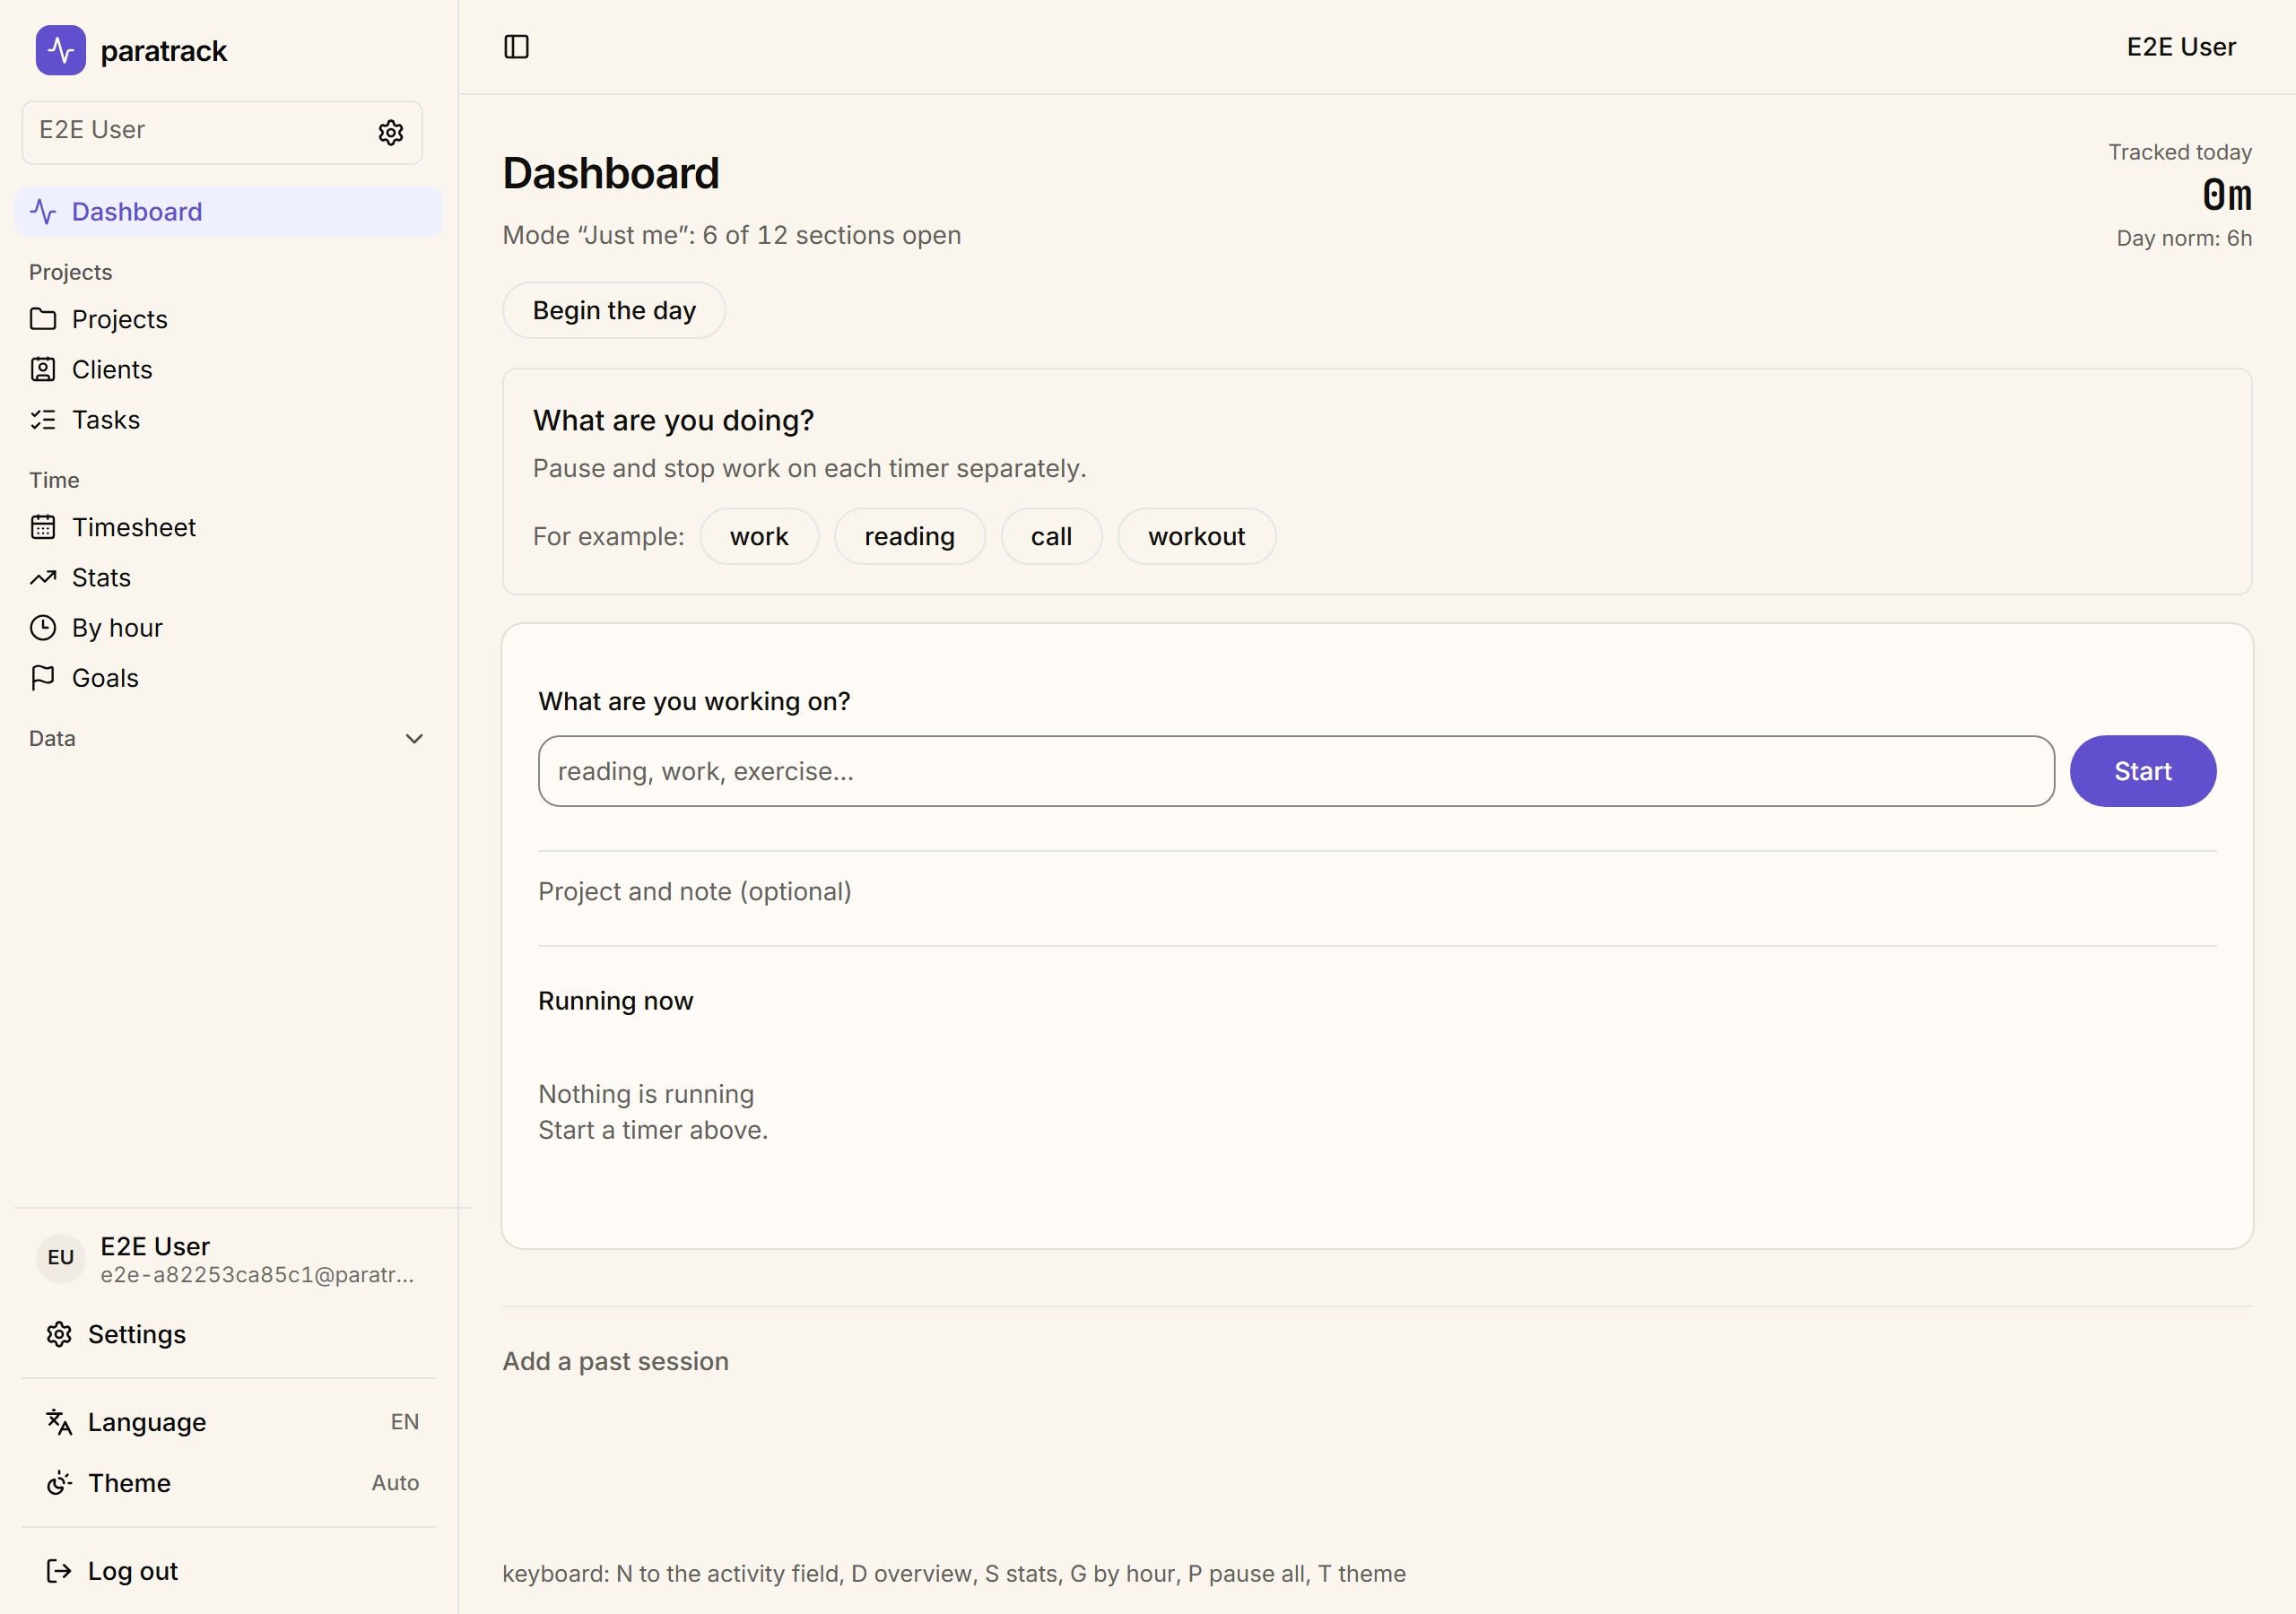 paratrack
E2E User
Dashboard
Projects
Projects
Clients
Tasks
Time
Timesheet
Stats
By hour
Goals
Data
EU
E2E User
e2e-a82253ca85c1@paratr...
Settings
Language EN
Theme Auto
Log out
E2E User
Dashboard
Mode “Just me”: 6 of 12 sections open
Tracked today
0m
Day norm: 6h
Begin the day
What are you doing?
Pause and stop work on each timer separately.
For example: work reading call workout
What are you working on?
reading, work, exercise...
Start
Project and note (optional)
Running now
Nothing is running
Start a timer above.
Add a past session
keyboard: N to the activity field, D overview, S stats, G by hour, P pause all, T theme